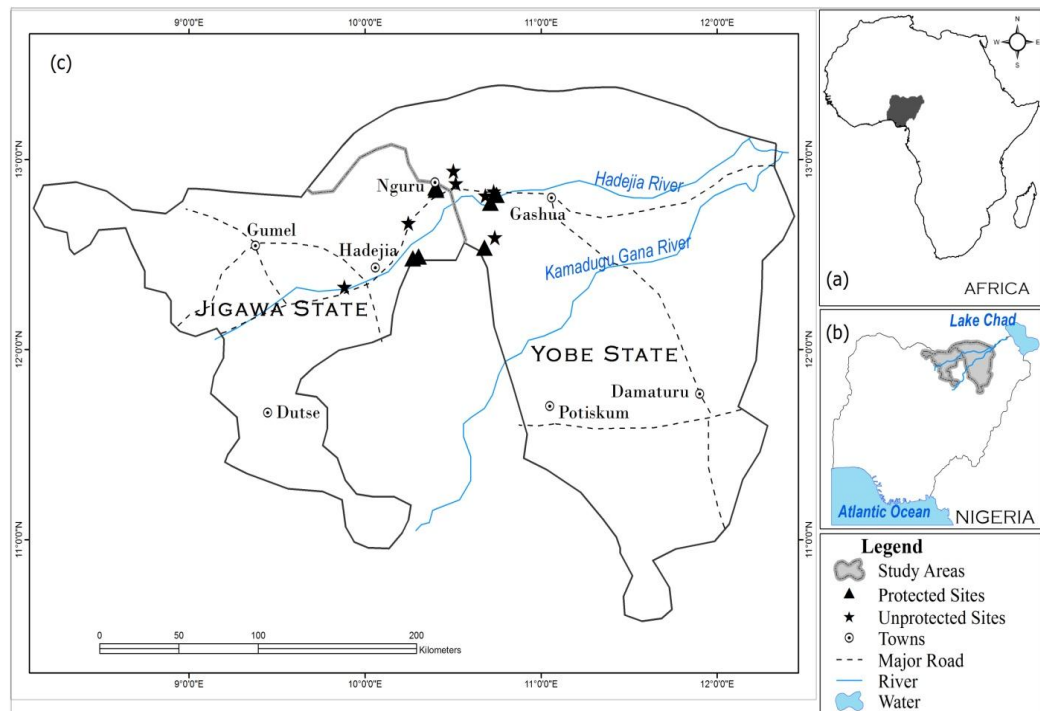 (c)
9°0'0"E 10°0'0"E 11°0'0"E 12°0'0"E
13°0'0"N
12°0'0"N
11°0'0"N
13°0'0"N
12°0'0"N
11°0'0"N
Nguru
Hadejia River
Gashua
Gumel
Hadejia
Kamadugu Gana River
JIGAWA STATE
YOBE STATE
Damaturu
Potiskum
Dutse
0 50 100 200
Kilometers
9°0'0"E 10°0'0"E 11°0'0"E 12°0'0"E
N
W E
S
(a)
AFRICA
(b)
Lake Chad
Atlantic Ocean
NIGERIA
Legend
Study Areas
Protected Sites
Unprotected Sites
Towns
Major Road
River
Water